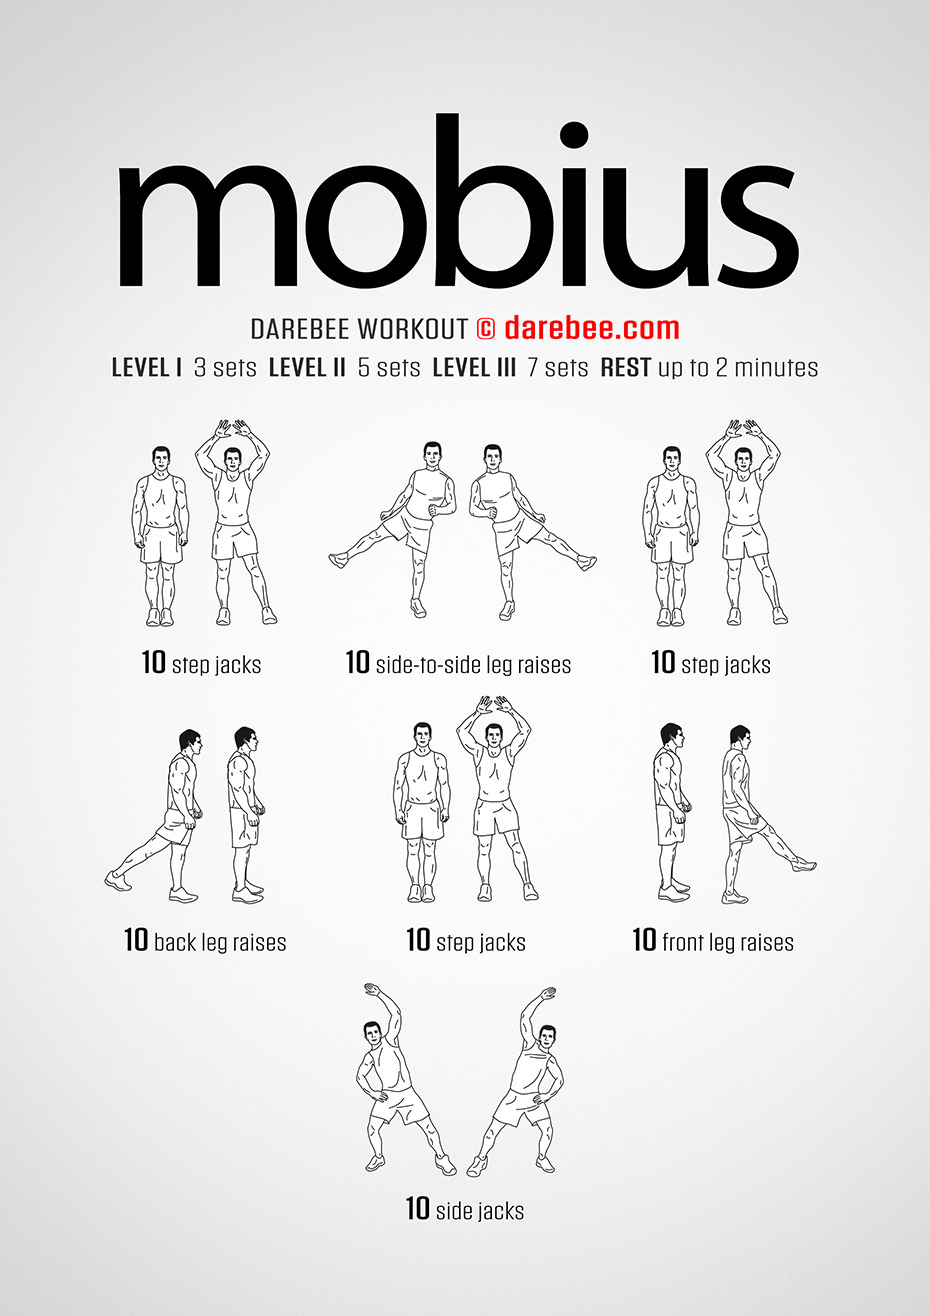 mobius
DAREBEE WORKOUT © darebee.com
LEVEL I 3 sets LEVEL II 5 sets LEVEL III 7 sets REST up to 2 minutes
10 step jacks
10 side-to-side leg raises
10 step jacks
10 back leg raises
10 step jacks
10 front leg raises
10 side jacks